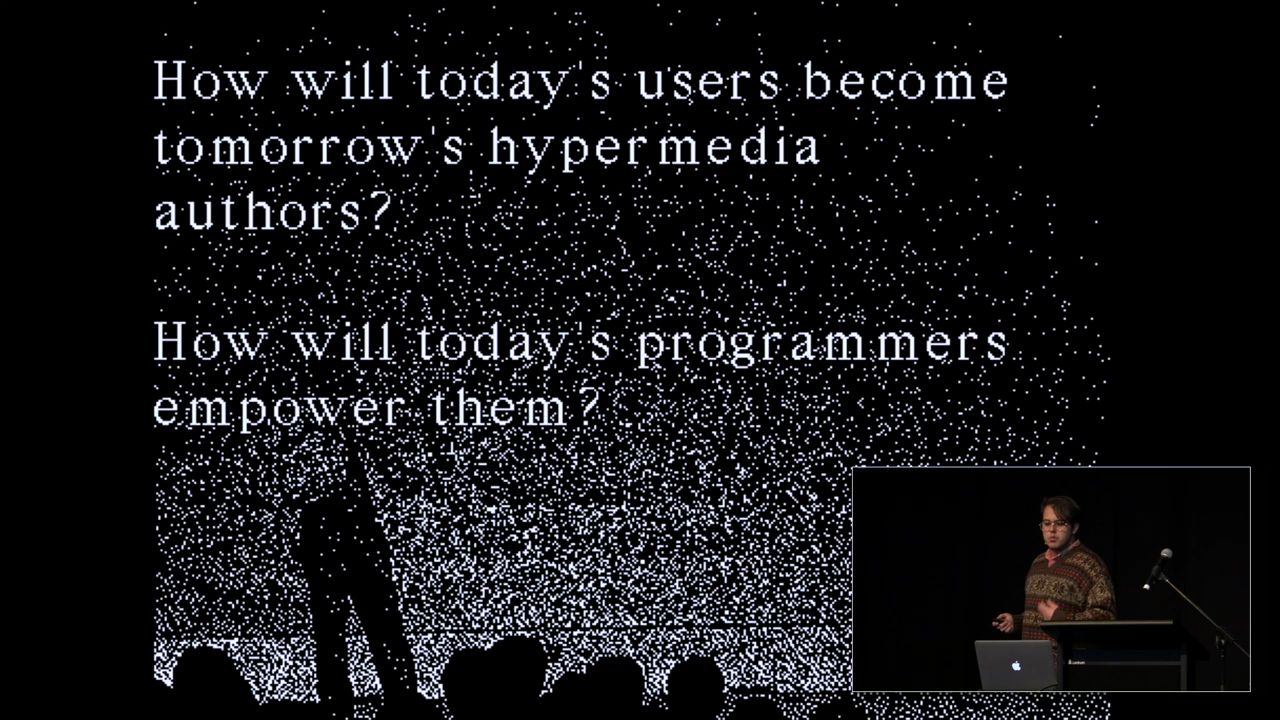 How will today's users become
tomorrow's hypermedia
authors?
How will today's programmers
empower them?